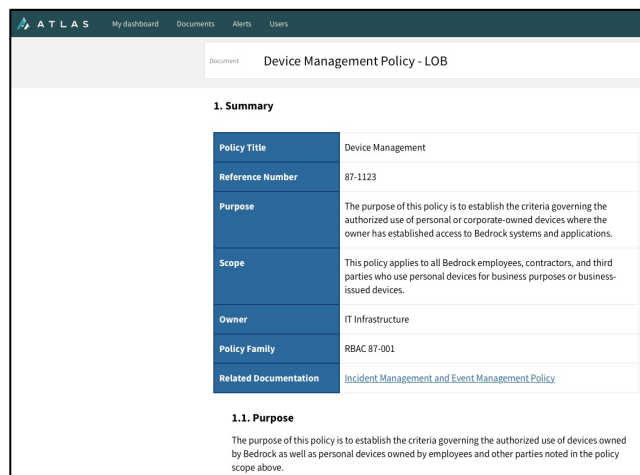 ATLAS My dashboard Documents Alerts Users
Document Device Management Policy - LOB
1. Summary
Policy Title Device Management
Reference Number 87-1123
Purpose The purpose of this policy is to establish the criteria governing the
authorized use of personal or corporate-owned devices where the
owner has established access to Bedrock systems and applications.
Scope This policy applies to all Bedrock employees, contractors, and third
parties who use personal devices for business purposes or business-
issued devices.
Owner IT Infrastructure
Policy Family RBAC 87-001
Related Documentation Incident Management and Event Management Policy
1.1. Purpose
The purpose of this policy is to establish the criteria governing the authorized use of devices owned
by Bedrock as well as personal devices owned by employees and other parties noted in the policy
scope above.